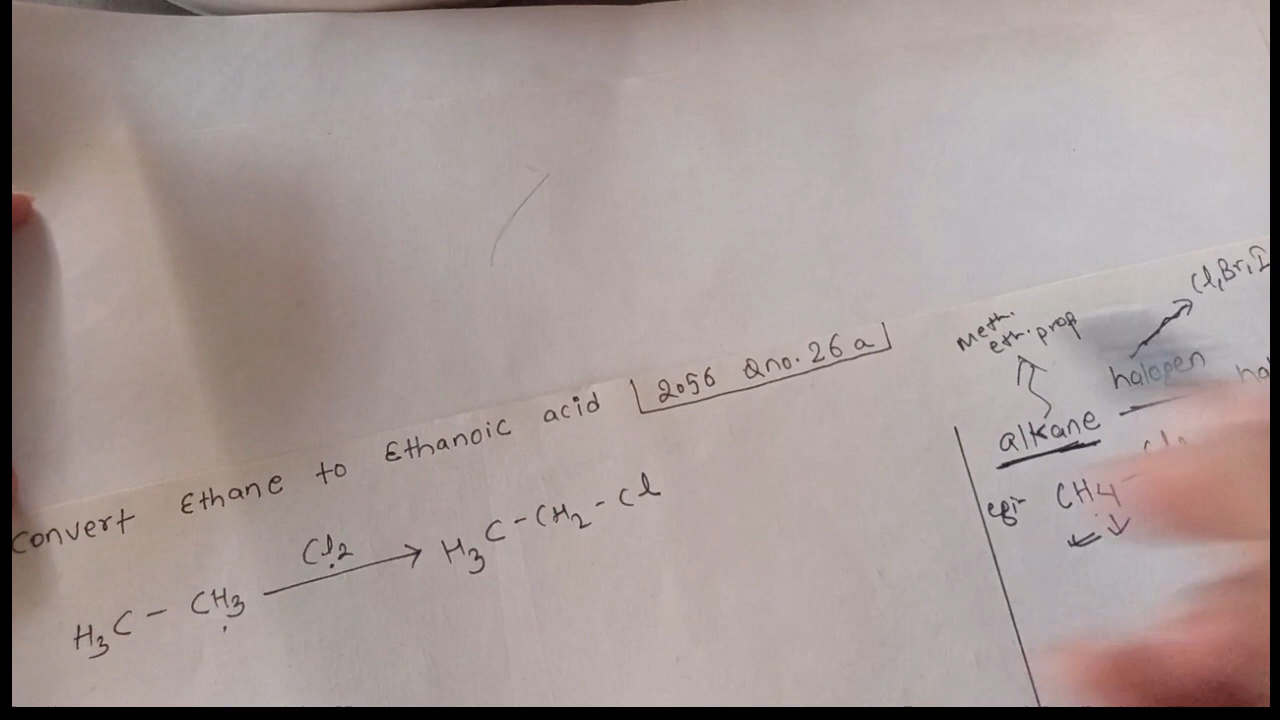 Convert Ethane to Ethanoic acid 2056 Qno. 26 a
H3C - CH3 Cl2 → H3C - CH2 - Cl
Meth.
eth. prop
Cl, Br, I
alkane halogen
eg:- CH4